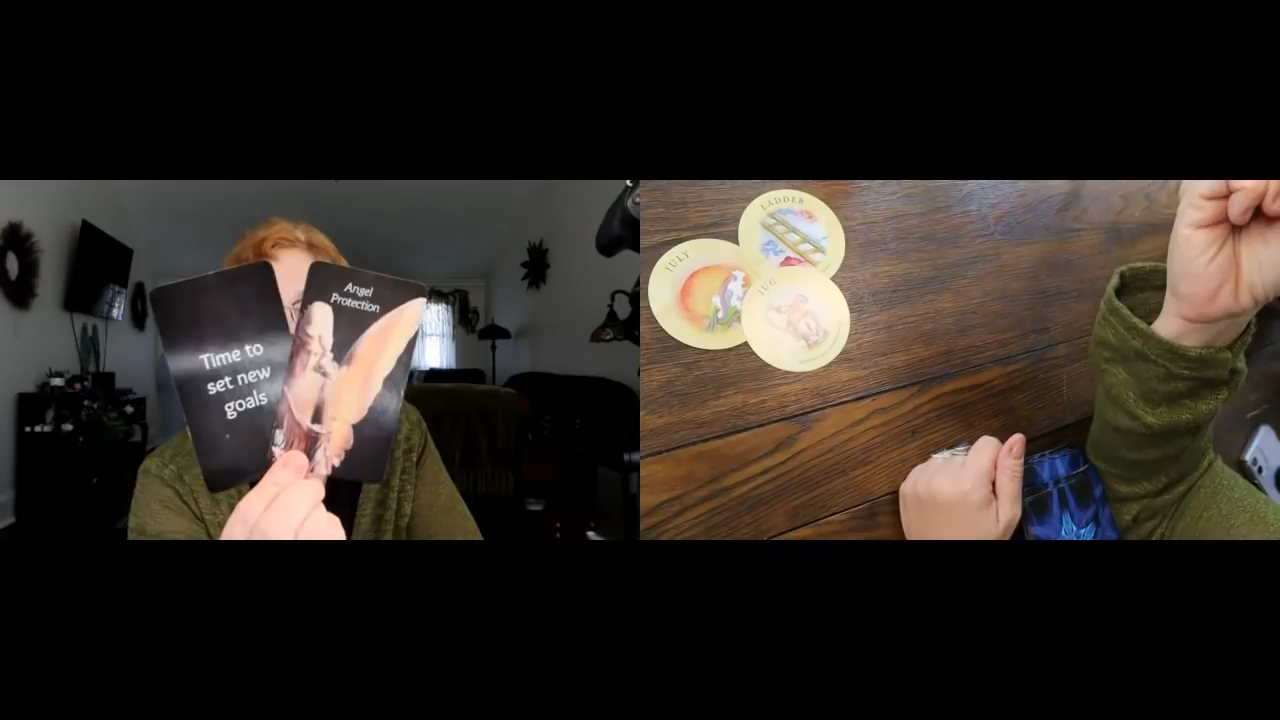 Time to
set new
goals
Angel
Protection
LADDER
JULY
JUG